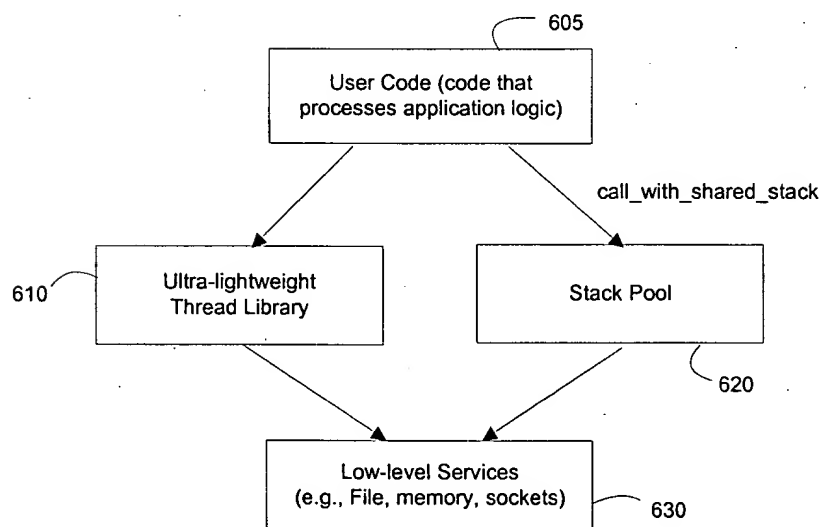 605
User Code (code that
processes application logic)
call_with_shared_stack
610
Ultra-lightweight
Thread Library
Stack Pool
620
Low-level Services
(e.g., File, memory, sockets)
630